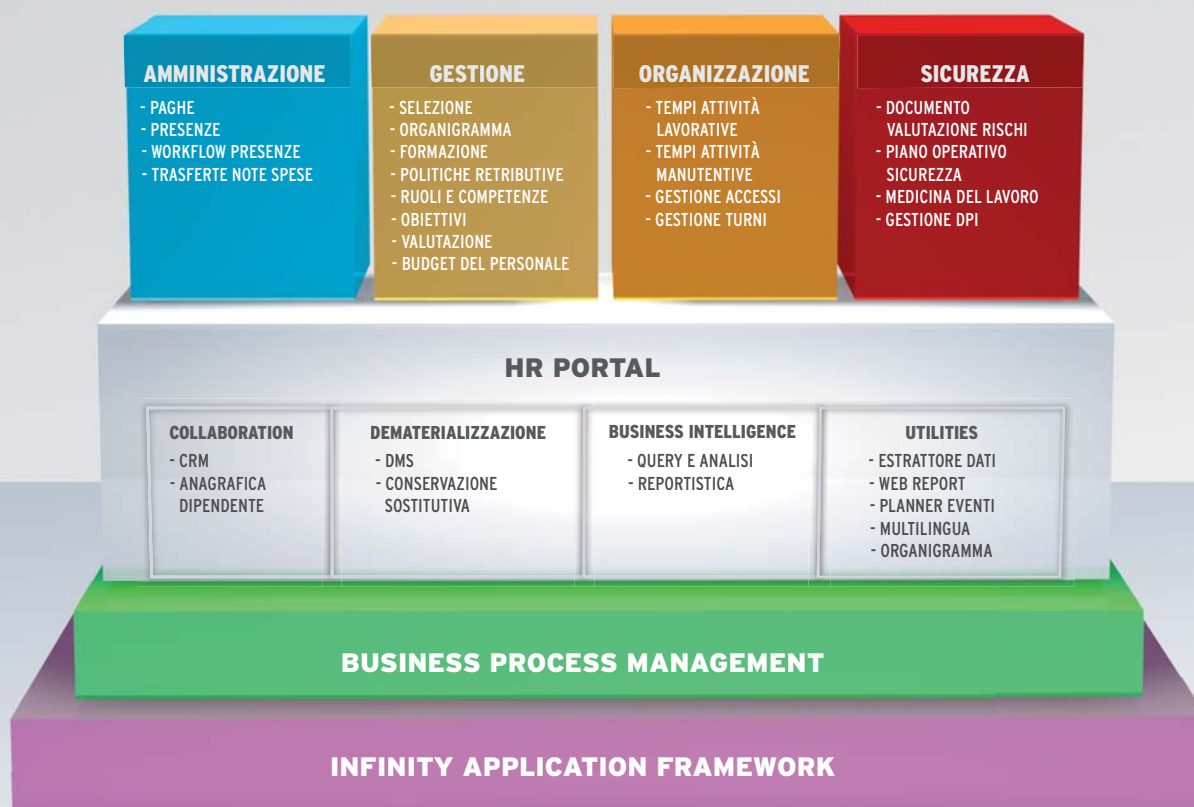 AMMINISTRAZIONE
- PAGHE
- PRESENZE
- WORKFLOW PRESENZE
- TRASFERTE NOTE SPESE
GESTIONE
- SELEZIONE
- ORGANIGRAMMA
- FORMAZIONE
- POLITICHE RETRIBUTIVE
- RUOLI E COMPETENZE
- OBIETTIVI
- VALUTAZIONE
- BUDGET DEL PERSONALE
ORGANIZZAZIONE
- TEMPI ATTIVITÀ
LAVORATIVE
- TEMPI ATTIVITÀ
MANUTENTIVE
- GESTIONE ACCESSI
- GESTIONE TURNI
SICUREZZA
- DOCUMENTO
VALUTAZIONE RISCHI
- PIANO OPERATIVO
SICUREZZA
- MEDICINA DEL LAVORO
- GESTIONE DPI
HR PORTAL
COLLABORATION
- CRM
- ANAGRAFICA
DIPENDENTE
DEMATERIALIZZAZIONE
- DMS
- CONSERVAZIONE
SOSTITUTIVA
BUSINESS INTELLIGENCE
- QUERY E ANALISI
- REPORTISTICA
UTILITIES
- ESTRATTORE DATI
- WEB REPORT
- PLANNER EVENTI
- MULTILINGUA
- ORGANIGRAMMA
BUSINESS PROCESS MANAGEMENT
INFINITY APPLICATION FRAMEWORK